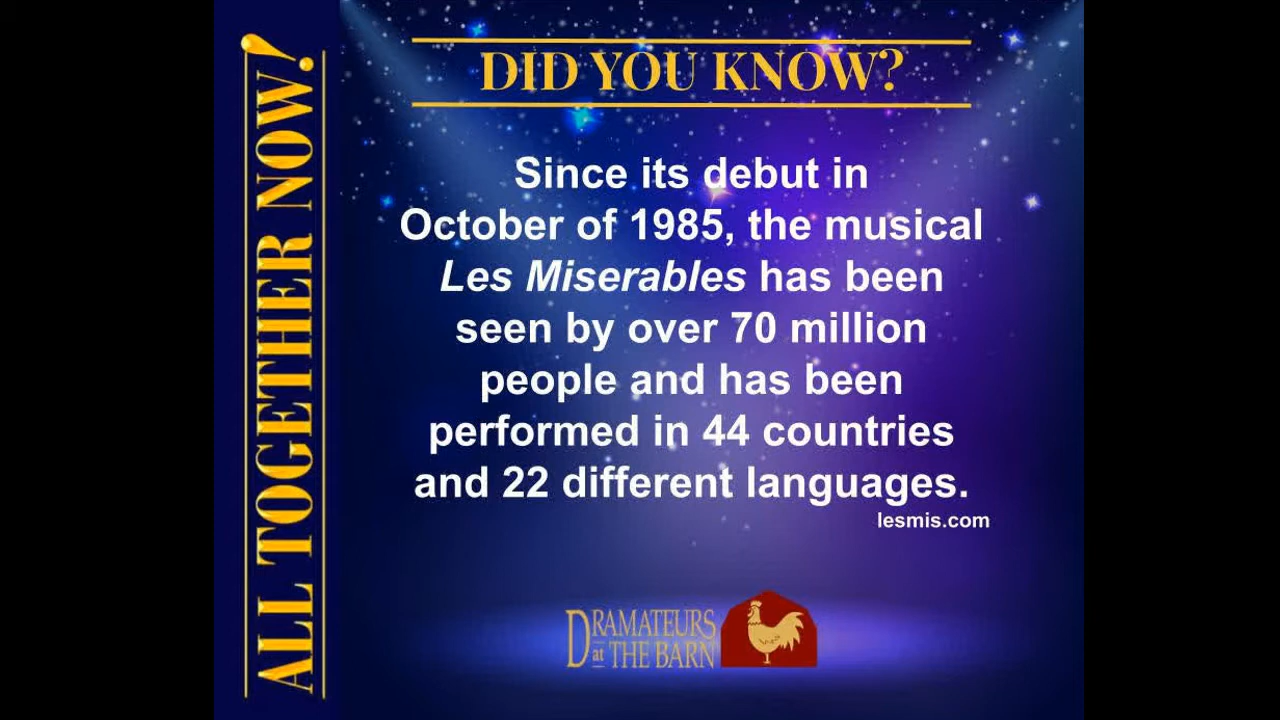 ALL TOGETHER NOW!
DID YOU KNOW?
Since its debut in
October of 1985, the musical
Les Miserables has been
seen by over 70 million
people and has been
performed in 44 countries
and 22 different languages.
lesmis.com
DRAMATEURS
at THE BARN